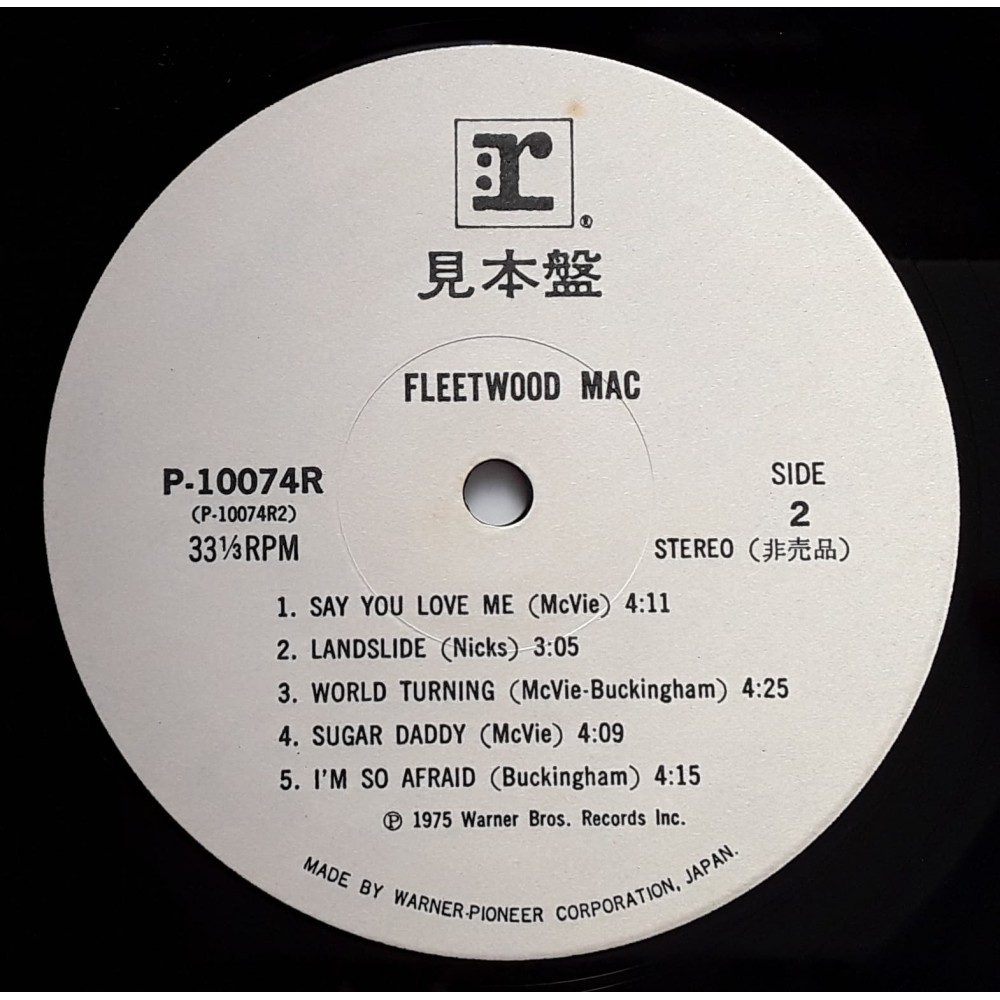 :r
®
見本盤
FLEETWOOD MAC
P-10074R
(P-10074R2)
33⅓RPM
SIDE
2
STEREO (非売品)
1. SAY YOU LOVE ME (McVie) 4:11
2. LANDSLIDE (Nicks) 3:05
3. WORLD TURNING (McVie-Buckingham) 4:25
4. SUGAR DADDY (McVie) 4:09
5. I'M SO AFRAID (Buckingham) 4:15
℗ 1975 Warner Bros. Records Inc.
MADE BY WARNER-PIONEER CORPORATION, JAPAN.